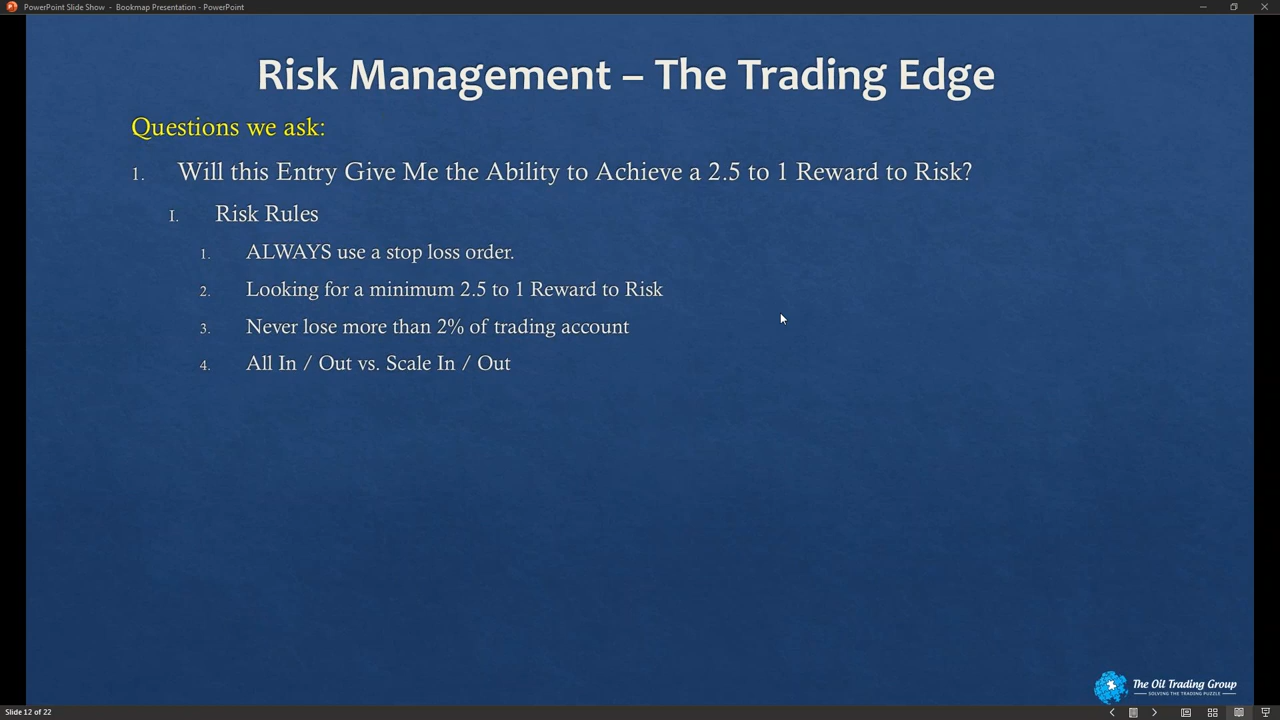 PowerPoint Slide Show - Bookmap Presentation - PowerPoint
Risk Management – The Trading Edge
Questions we ask:
1. Will this Entry Give Me the Ability to Achieve a 2.5 to 1 Reward to Risk?
I. Risk Rules
1. ALWAYS use a stop loss order.
2. Looking for a minimum 2.5 to 1 Reward to Risk
3. Never lose more than 2% of trading account
4. All In / Out vs. Scale In / Out
The Oil Trading Group
SOLVING THE TRADING PUZZLE
Slide 12 of 22